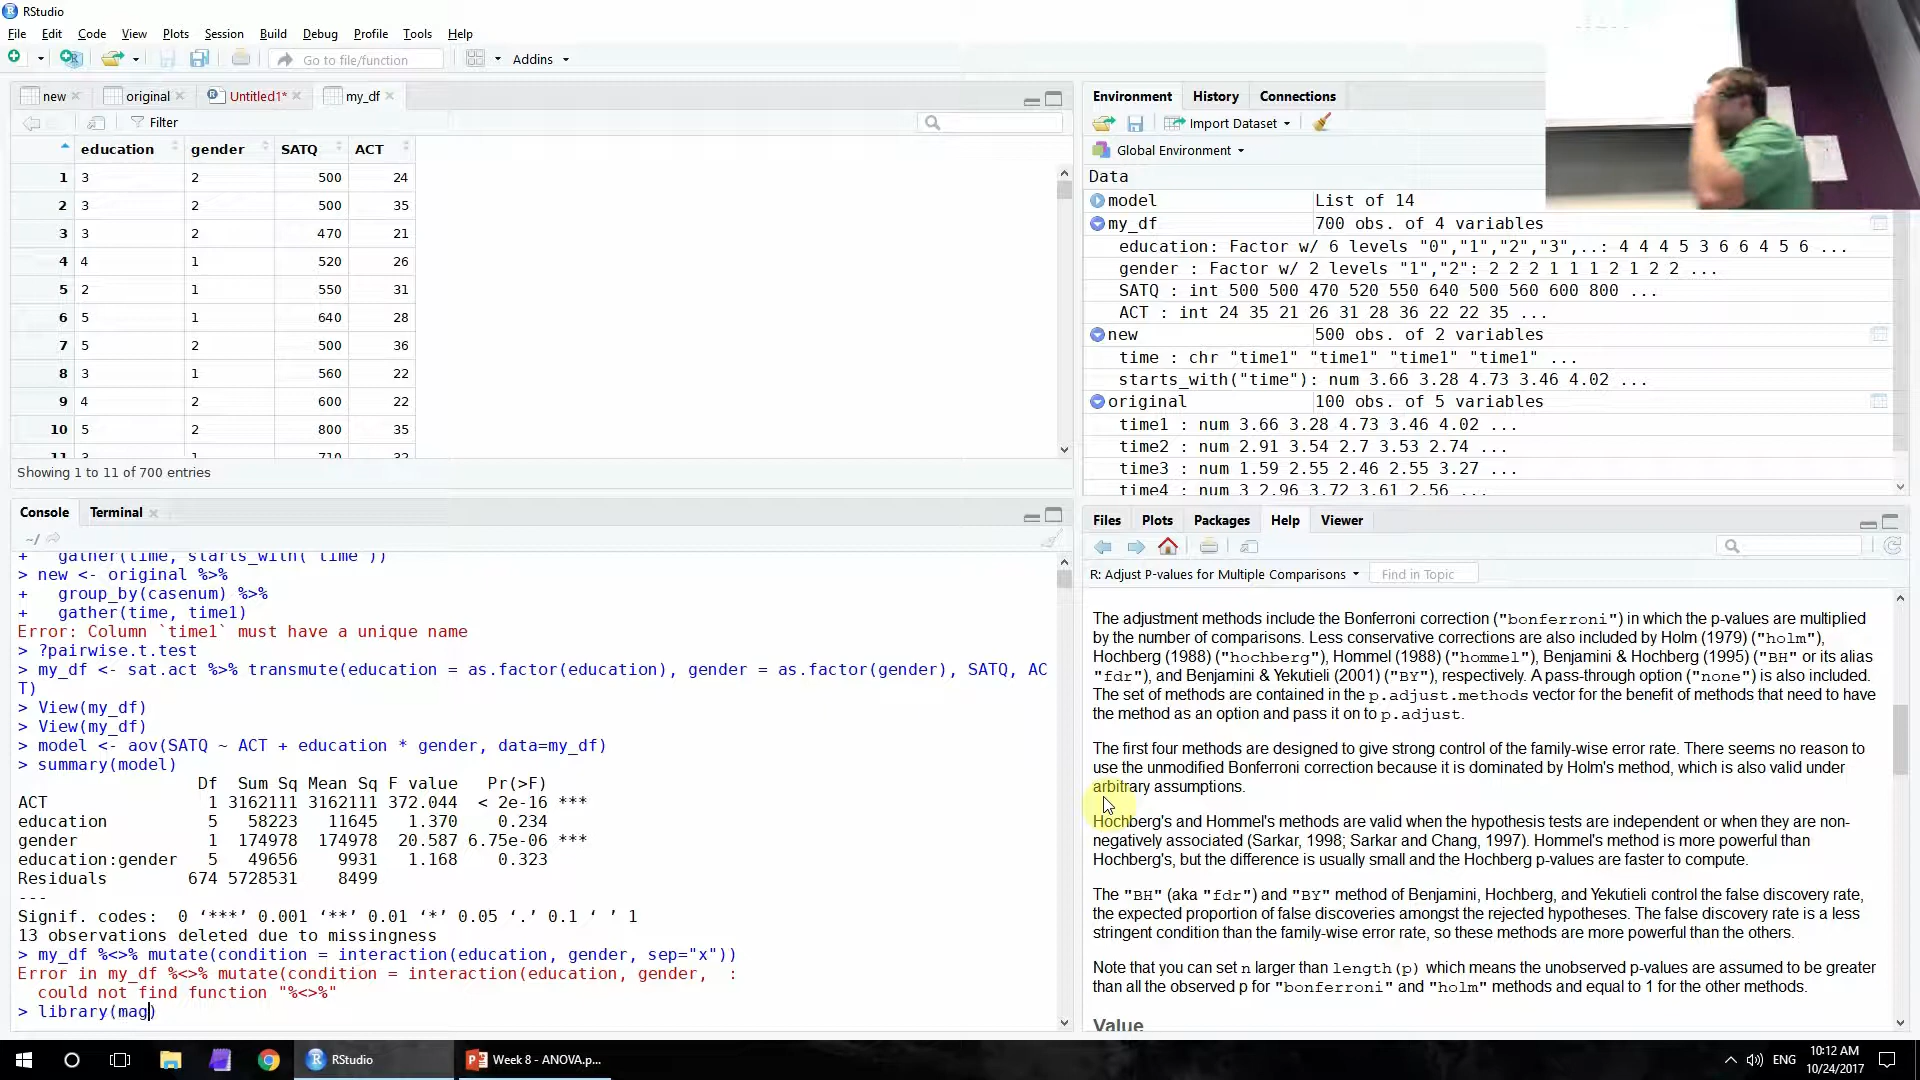 RStudio
File Edit Code View Plots Session Build Debug Profile Tools Help
Go to file/function Addins
new original Untitled1* my_df
Filter
education gender SATQ ACT
1 3 2 500 24
2 3 2 500 35
3 3 2 470 21
4 4 1 520 26
5 2 1 550 31
6 5 1 640 28
7 5 2 500 36
8 3 1 560 22
9 4 2 600 22
10 5 2 800 35
11 3 1 710 32
Showing 1 to 11 of 700 entries
Console Terminal
~/
+   gather(time, starts_with("time"))
> new <- original %>%
+   group_by(casenum) %>%
+   gather(time, time1)
Error: Column `time1` must have a unique name
> ?pairwise.t.test
> my_df <- sat.act %>% transmute(education = as.factor(education), gender = as.factor(gender), SATQ, AC
T)
> View(my_df)
> View(my_df)
> model <- aov(SATQ ~ ACT + education * gender, data=my_df)
> summary(model)
Df Sum Sq Mean Sq F value Pr(>F)
ACT 1 3162111 3162111 372.044 < 2e-16 ***
education 5 58223 11645 1.370 0.234
gender 1 174978 174978 20.587 6.75e-06 ***
education:gender 5 49656 9931 1.168 0.323
Residuals 674 5728531 8499
---
Signif. codes:  0 ‘***’ 0.001 ‘**’ 0.01 ‘*’ 0.05 ‘.’ 0.1 ‘ ’ 1
13 observations deleted due to missingness
> my_df %<>% mutate(condition = interaction(education, gender, sep="x"))
Error in my_df %<>% mutate(condition = interaction(education, gender,  :
could not find function "%<>%"
> library(mag)
Environment History Connections
Import Dataset
Global Environment
Data
model List of 14
my_df 700 obs. of 4 variables
education: Factor w/ 6 levels "0","1","2","3",..: 4 4 4 5 3 6 6 4 5 6 ...
gender : Factor w/ 2 levels "1","2": 2 2 2 1 1 1 2 1 2 2 ...
SATQ : int 500 500 470 520 550 640 500 560 600 800 ...
ACT : int 24 35 21 26 31 28 36 22 22 35 ...
new 500 obs. of 2 variables
time : chr "time1" "time1" "time1" "time1" ...
starts_with("time"): num 3.66 3.28 4.73 3.46 4.02 ...
original 100 obs. of 5 variables
time1 : num 3.66 3.28 4.73 3.46 4.02 ...
time2 : num 2.91 3.54 2.7 3.53 2.74 ...
time3 : num 1.59 2.55 2.46 2.55 3.27 ...
time4 : num 3 2.96 3.72 3.61 2.56 ...
Files Plots Packages Help Viewer
R: Adjust P-values for Multiple Comparisons Find in Topic
The adjustment methods include the Bonferroni correction ("bonferroni") in which the p-values are multiplied
by the number of comparisons. Less conservative corrections are also included by Holm (1979) ("holm"),
Hochberg (1988) ("hochberg"), Hommel (1988) ("hommel"), Benjamini & Hochberg (1995) ("BH" or its alias
"fdr"), and Benjamini & Yekutieli (2001) ("BY"), respectively. A pass-through option ("none") is also included.
The set of methods are contained in the p.adjust.methods vector for the benefit of methods that need to have
the method as an option and pass it on to p.adjust.
The first four methods are designed to give strong control of the family-wise error rate. There seems no reason to
use the unmodified Bonferroni correction because it is dominated by Holm's method, which is also valid under
arbitrary assumptions.
Hochberg's and Hommel's methods are valid when the hypothesis tests are independent or when they are non-
negatively associated (Sarkar, 1998; Sarkar and Chang, 1997). Hommel's method is more powerful than
Hochberg's, but the difference is usually small and the Hochberg p-values are faster to compute.
The "BH" (aka "fdr") and "BY" method of Benjamini, Hochberg, and Yekutieli control the false discovery rate,
the expected proportion of false discoveries amongst the rejected hypotheses. The false discovery rate is a less
stringent condition than the family-wise error rate, so these methods are more powerful than the others.
Note that you can set n larger than length(p) which means the unobserved p-values are assumed to be greater
than all the observed p for "bonferroni" and "holm" methods and equal to 1 for the other methods.
Value
RStudio Week 8 - ANOVA.p... ENG 10:12 AM
10/24/2017